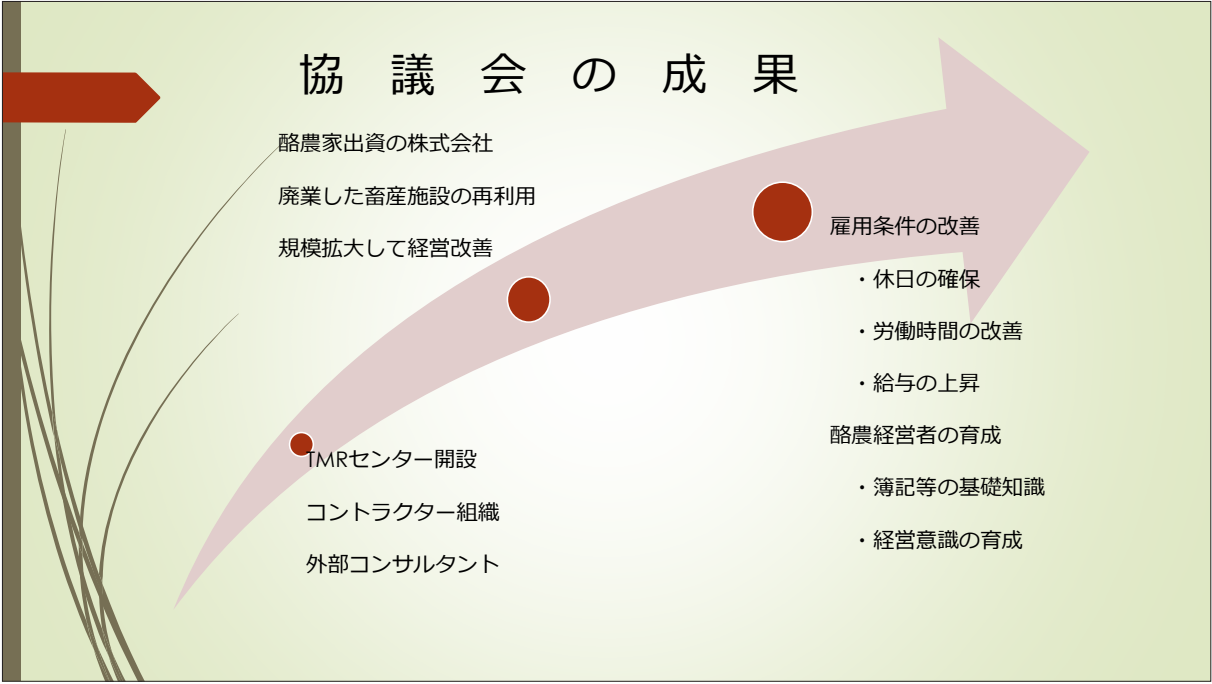 協議会の成果
酪農家出資の株式会社
廃業した畜産施設の再利用
規模拡大して経営改善
TMRセンター開設
コントラクター組織
外部コンサルタント
雇用条件の改善
・休日の確保
・労働時間の改善
・給与の上昇
酪農経営者の育成
・簿記等の基礎知識
・経営意識の育成